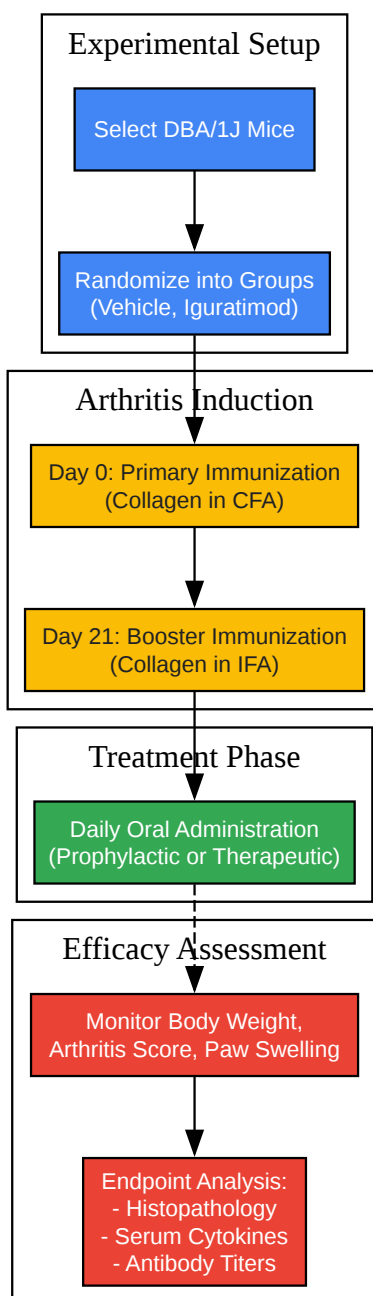 Experimental Setup
Select DBA/1J Mice
Randomize into Groups
(Vehicle, Iguratimod)
Arthritis Induction
Day 0: Primary Immunization
(Collagen in CFA)
Day 21: Booster Immunization
(Collagen in IFA)
Treatment Phase
Daily Oral Administration
(Prophylactic or Therapeutic)
Efficacy Assessment
Monitor Body Weight,
Arthritis Score, Paw Swelling
Endpoint Analysis:
- Histopathology
- Serum Cytokines
- Antibody Titers